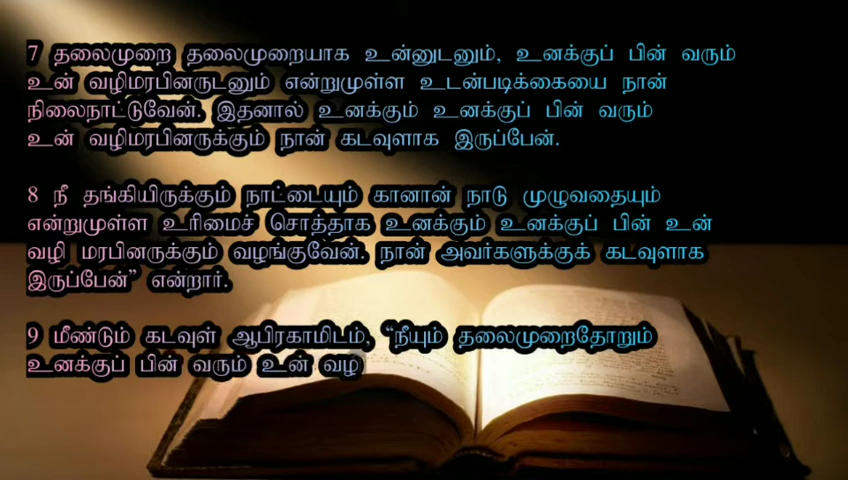 7 தலைமுறை தலைமுறையாக உன்னுடனும், உனக்குப் பின் வரும்
உன் வழிமரபினருடனும் என்றுமுள்ள உடன்படிக்கையை நான்
நிலைநாட்டுவேன். இதனால் உனக்கும் உனக்குப் பின் வரும்
உன் வழிமரபினருக்கும் நான் கடவுளாக இருப்பேன்.
8 நீ தங்கியிருக்கும் நாட்டையும் கானான் நாடு முழுவதையும்
என்றுமுள்ள உரிமைச் சொத்தாக உனக்கும் உனக்குப் பின் உன்
வழி மரபினருக்கும் வழங்குவேன். நான் அவர்களுக்குக் கடவுளாக
இருப்பேன்” என்றார்.
9 மீண்டும் கடவுள் ஆபிரகாமிடம், “நீயும் தலைமுறைதோறும்
உனக்குப் பின் வரும் உன் வழ